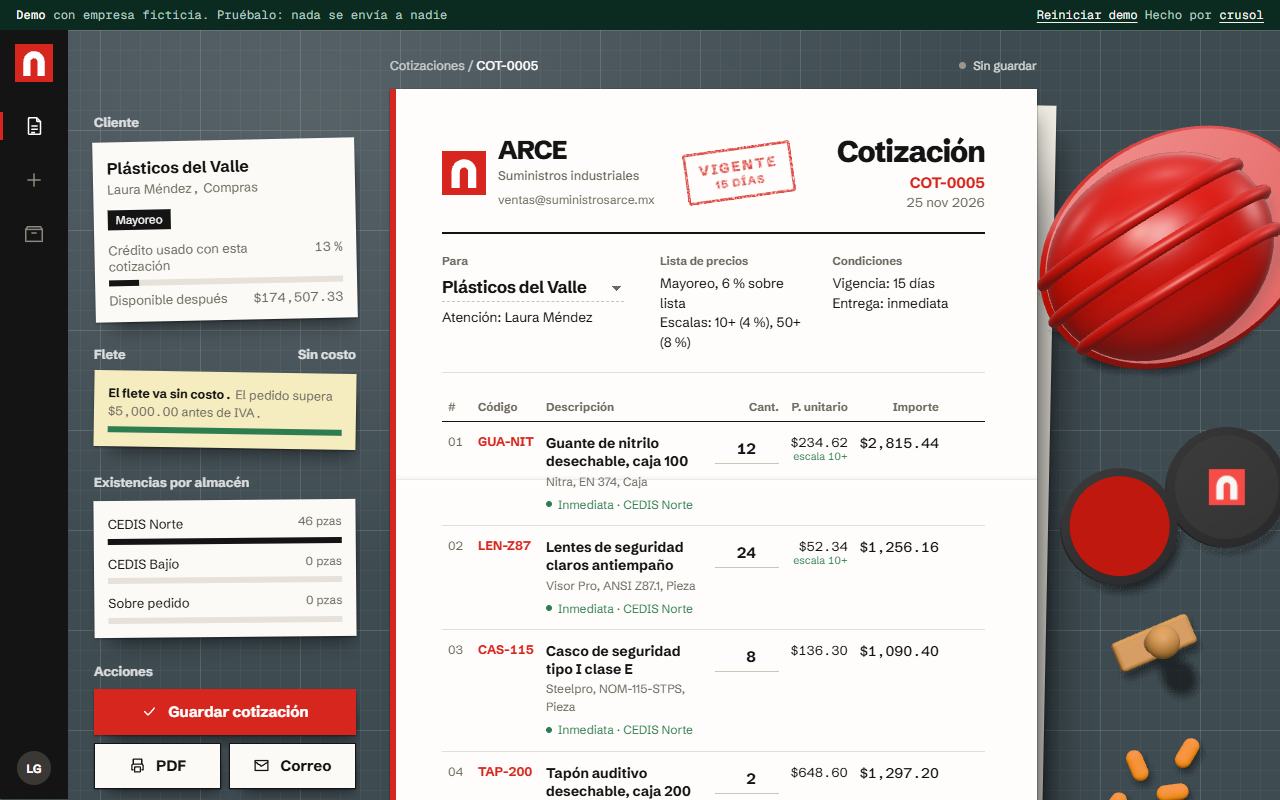 Demo con empresa ficticia. Pruébalo: nada se envía a nadie
Reiniciar demo Hecho por crusol
Cotizaciones / COT-0005
Sin guardar
Cliente
Plásticos del Valle
Laura Méndez, Compras
Mayoreo
Crédito usado con esta cotización
13 %
Disponible después
$174,507.33
Flete
Sin costo
El flete va sin costo. El pedido supera
$5,000.00 antes de IVA.
Existencias por almacén
CEDIS Norte
46 pzas
CEDIS Bajío
0 pzas
Sobre pedido
0 pzas
Acciones
Guardar cotización
PDF
Correo
LG
ARCE
Suministros industriales
ventas@suministrosarce.mx
VIGENTE
15 DÍAS
Cotización
COT-0005
25 nov 2026
Para
Plásticos del Valle
Atención: Laura Méndez
Lista de precios
Mayoreo, 6 % sobre
lista
Escalas: 10+ (4 %), 50+
(8 %)
Condiciones
Vigencia: 15 días
Entrega: inmediata
# Código Descripción Cant. P. unitario Importe
01 GUA-NIT Guante de nitrilo 12 $234.62 $2,815.44
desechable, caja 100
escala 10+
Nitra, EN 374, Caja
Inmediata · CEDIS Norte
02 LEN-Z87 Lentes de seguridad 24 $52.34 $1,256.16
claros antiempaño
escala 10+
Visor Pro, ANSI Z87.1, Pieza
Inmediata · CEDIS Norte
03 CAS-115 Casco de seguridad 8 $136.30 $1,090.40
tipo I clase E
Steelpro, NOM-115-STPS,
Pieza
Inmediata · CEDIS Norte
04 TAP-200 Tapón auditivo 2 $648.60 $1,297.20
desechable, caja 200